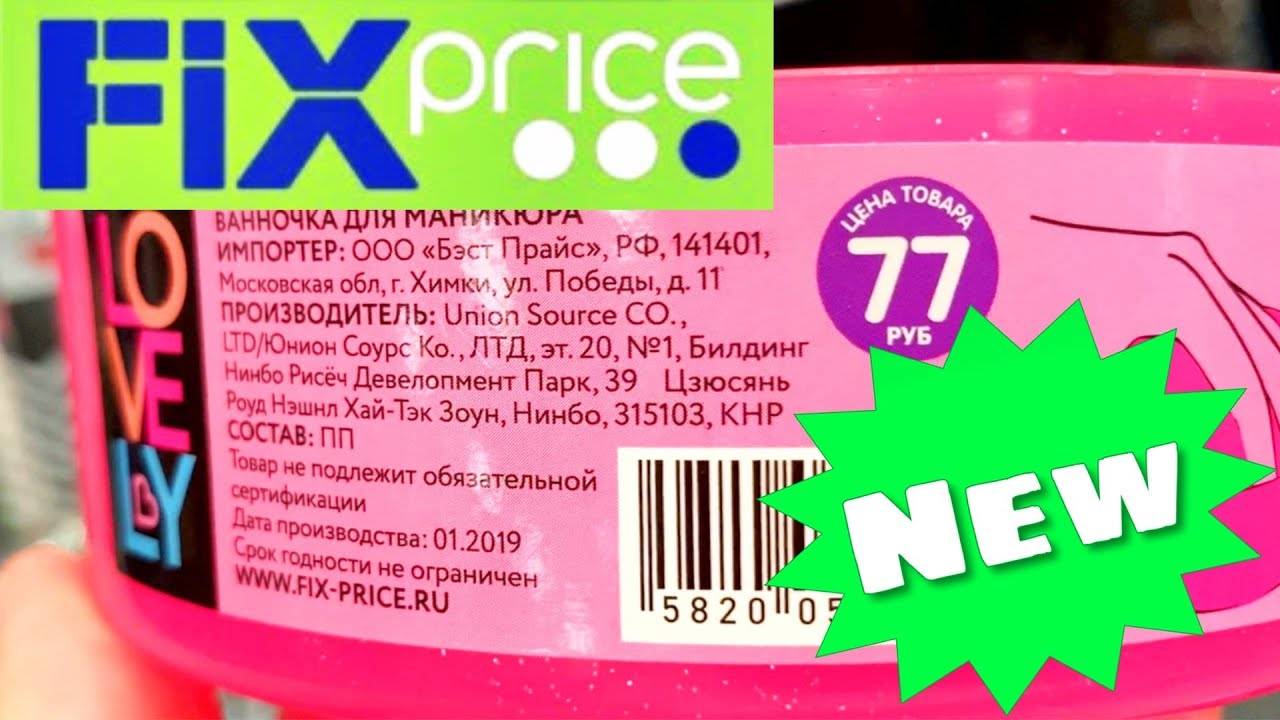 FiX price
ВАННОЧКА ДЛЯ МАНИКЮРА
ИМПОРТЕР: ООО «Бэст Прайс», РФ, 141401,
Московская обл, г. Химки, ул. Победы, д. 11
ПРОИЗВОДИТЕЛЬ: Union Source CO.,
LTD/Юнион Соурс Ко., ЛТД, эт. 20, №1, Билдинг
Нинбо Рисёч Девелопмент Парк, 39 Цзюсянь
Роуд Нэшнл Хай-Тэк Зоун, Нинбо, 315103, КНР
СОСТАВ: ПП
Товар не подлежит обязательной
сертификации
Дата производства: 01.2019
Срок годности не ограничен
WWW.FIX-PRICE.RU
LO
VE
LY
B
ЦЕНА ТОВАРА
77
РУБ
5820 05
NEW